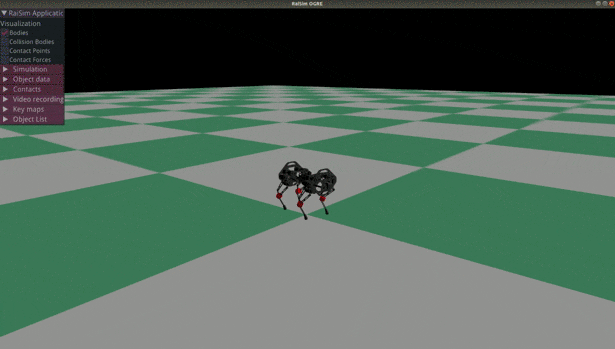 RaiSim OGRE
RaiSim Applicatic
Visualization
Bodies
Collision Bodies
Contact Points
Contact Forces
Simulation
Object data
Contacts
Video recording
Key maps
Object List